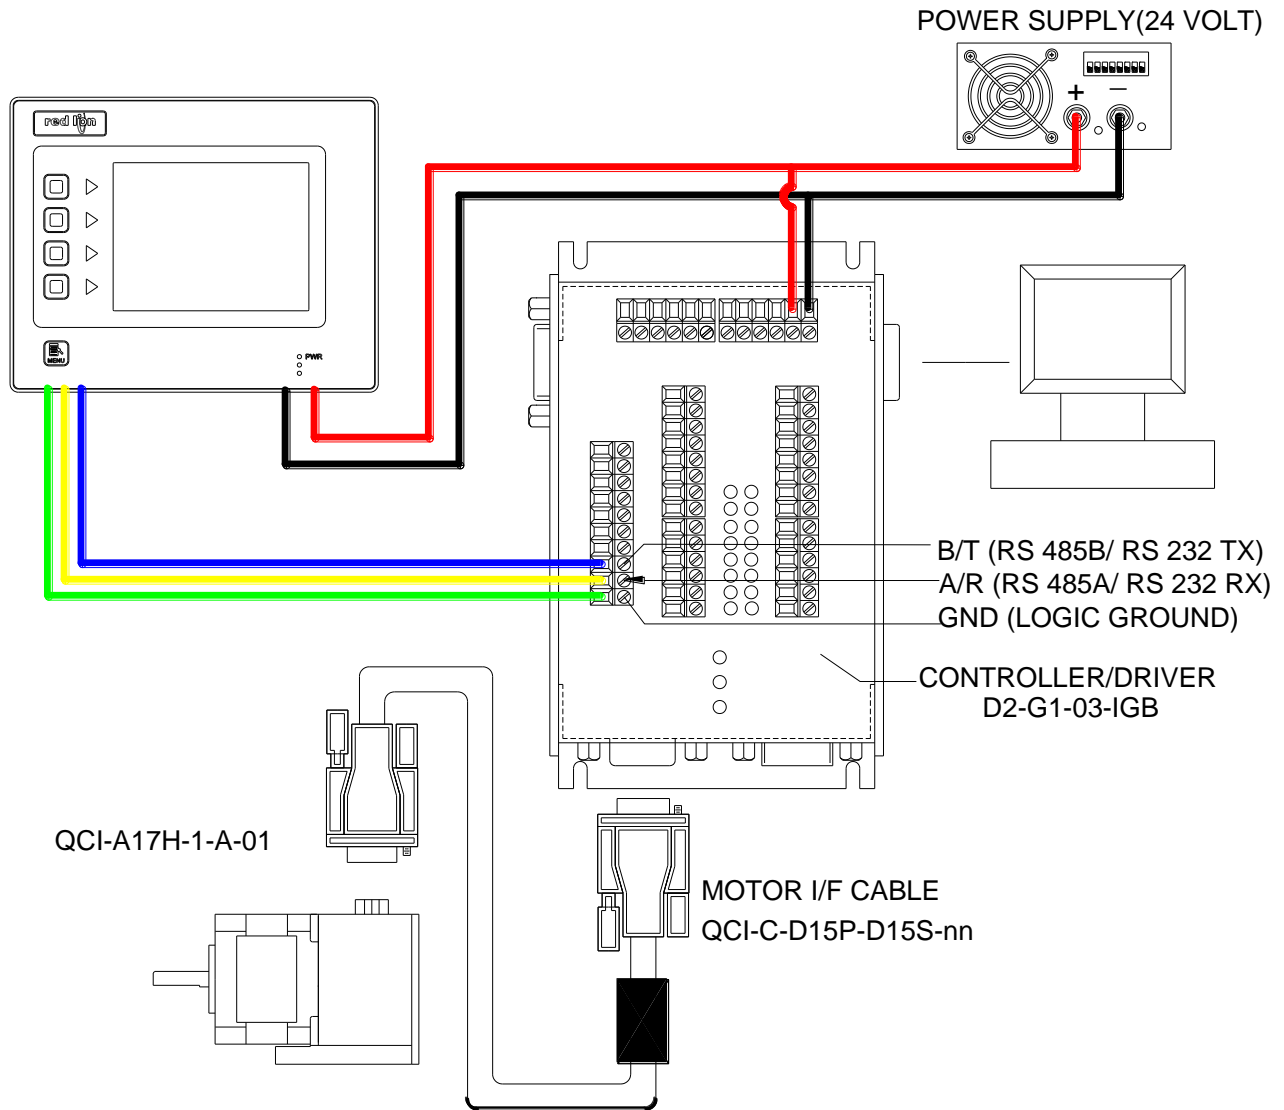 POWER SUPPLY(24 VOLT)
+ −
red lion
MENU
PWR
B/T (RS 485B/ RS 232 TX)
A/R (RS 485A/ RS 232 RX)
GND (LOGIC GROUND)
CONTROLLER/DRIVER
D2-G1-03-IGB
QCI-A17H-1-A-01
MOTOR I/F CABLE
QCI-C-D15P-D15S-nn